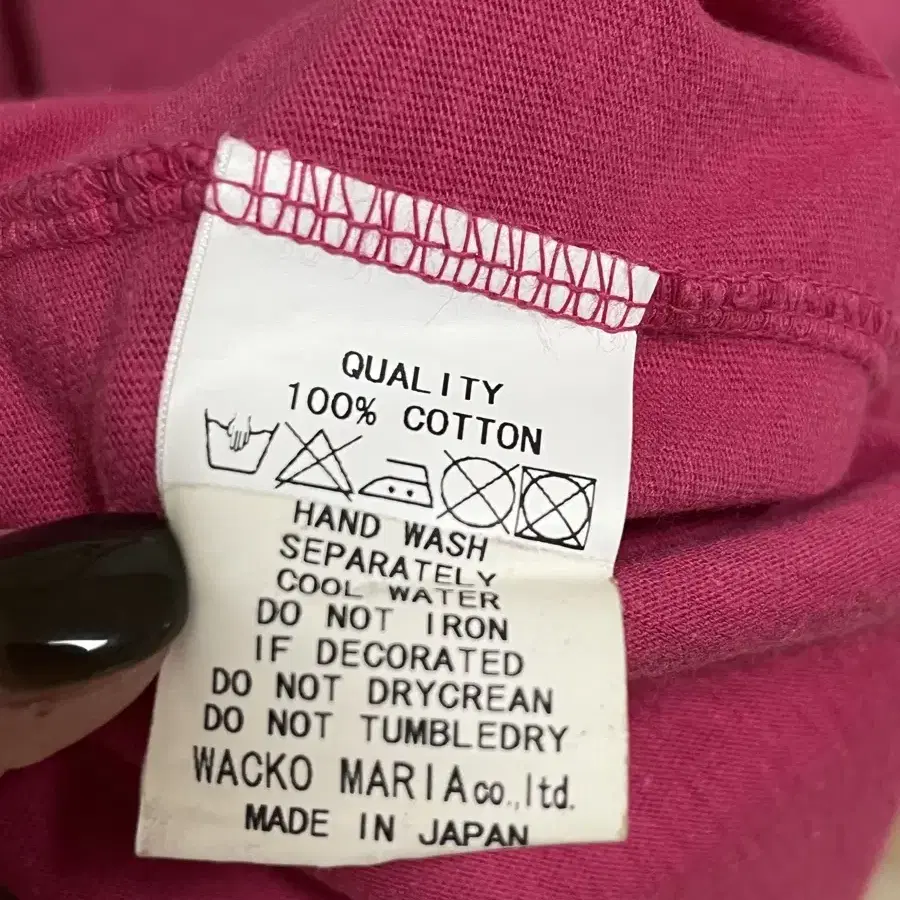 QUALITY
100% COTTON
HAND WASH
SEPARATELY
COOL WATER
DO NOT IRON
IF DECORATED
DO NOT DRYCREAN
DO NOT TUMBLEDRY
WACKO MARIA co.,ltd.
MADE IN JAPAN